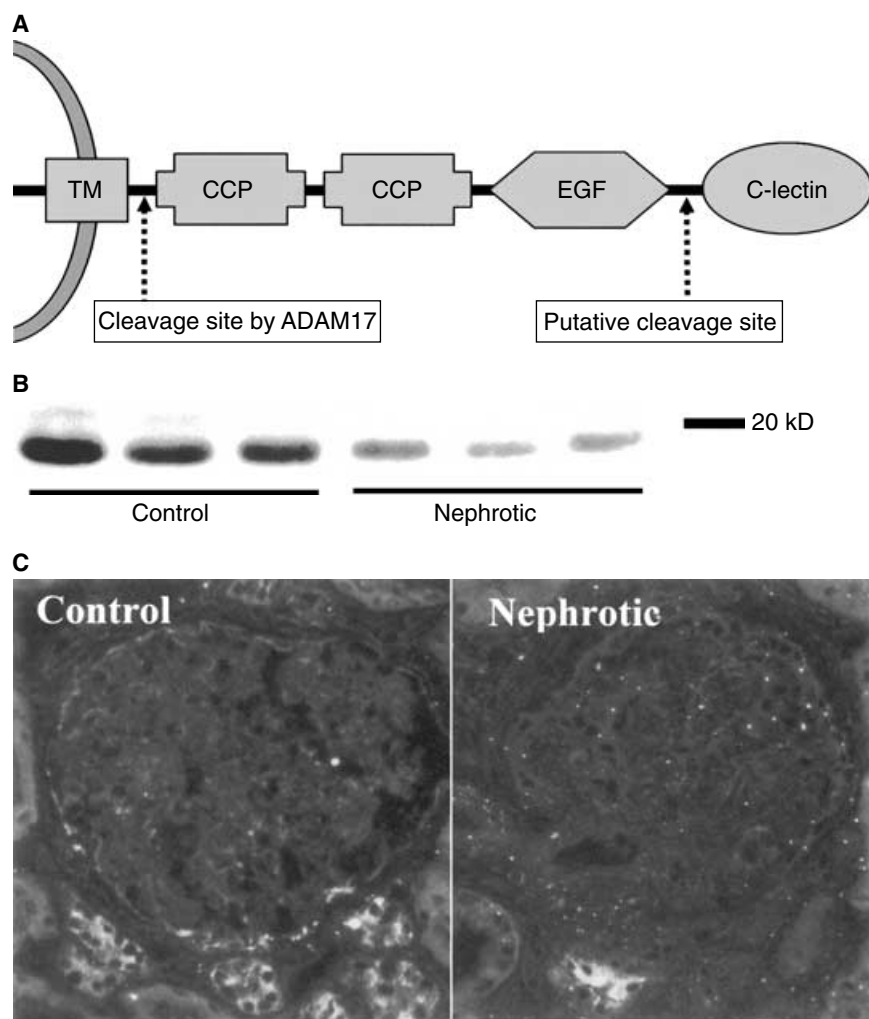 A
TM
CCP
CCP
EGF
C-lectin
Cleavage site by ADAM17
Putative cleavage site
B
20 kD
Control
Nephrotic
C
Control
Nephrotic